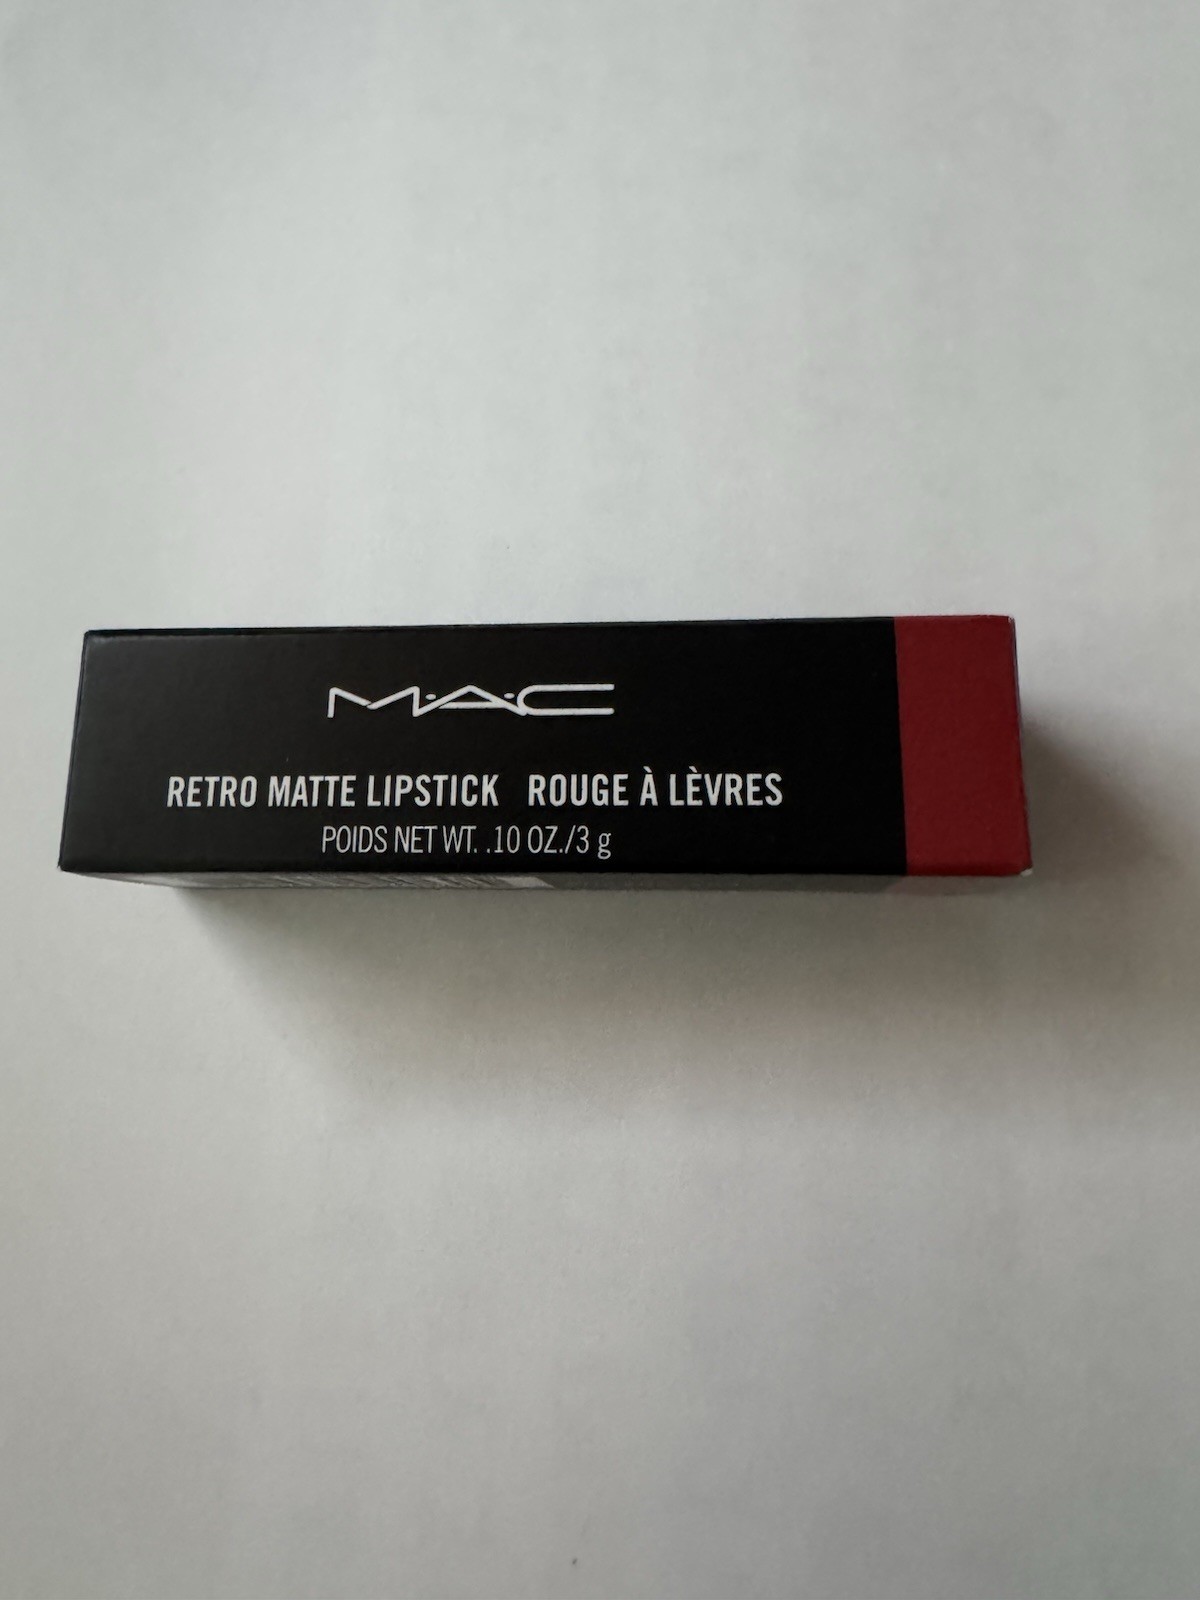 M·A·C
RETRO MATTE LIPSTICK ROUGE À LÈVRES
POIDS NET WT. .10 OZ./3 g